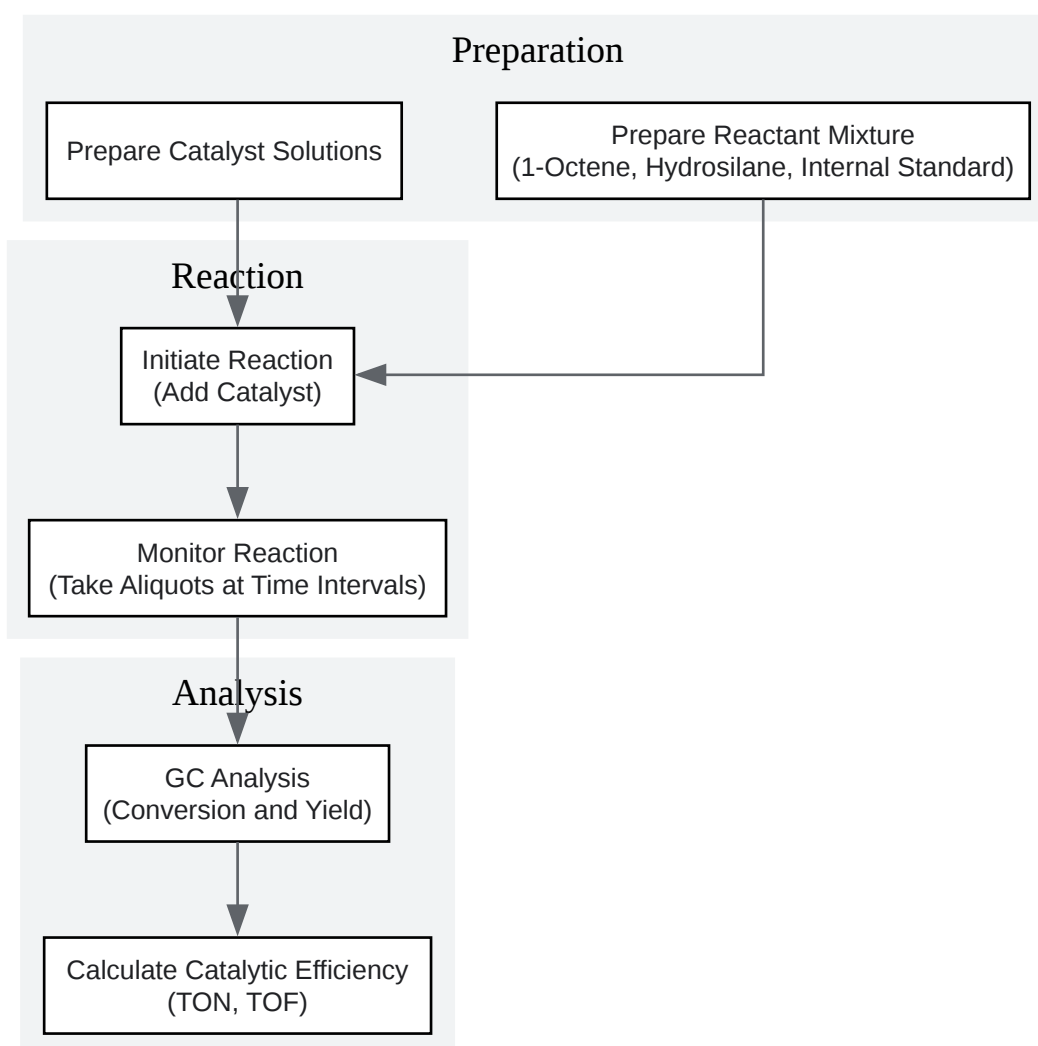 Preparation
Prepare Catalyst Solutions
Prepare Reactant Mixture
(1-Octene, Hydrosilane, Internal Standard)
Reaction
Initiate Reaction
(Add Catalyst)
Monitor Reaction
(Take Aliquots at Time Intervals)
Analysis
GC Analysis
(Conversion and Yield)
Calculate Catalytic Efficiency
(TON, TOF)